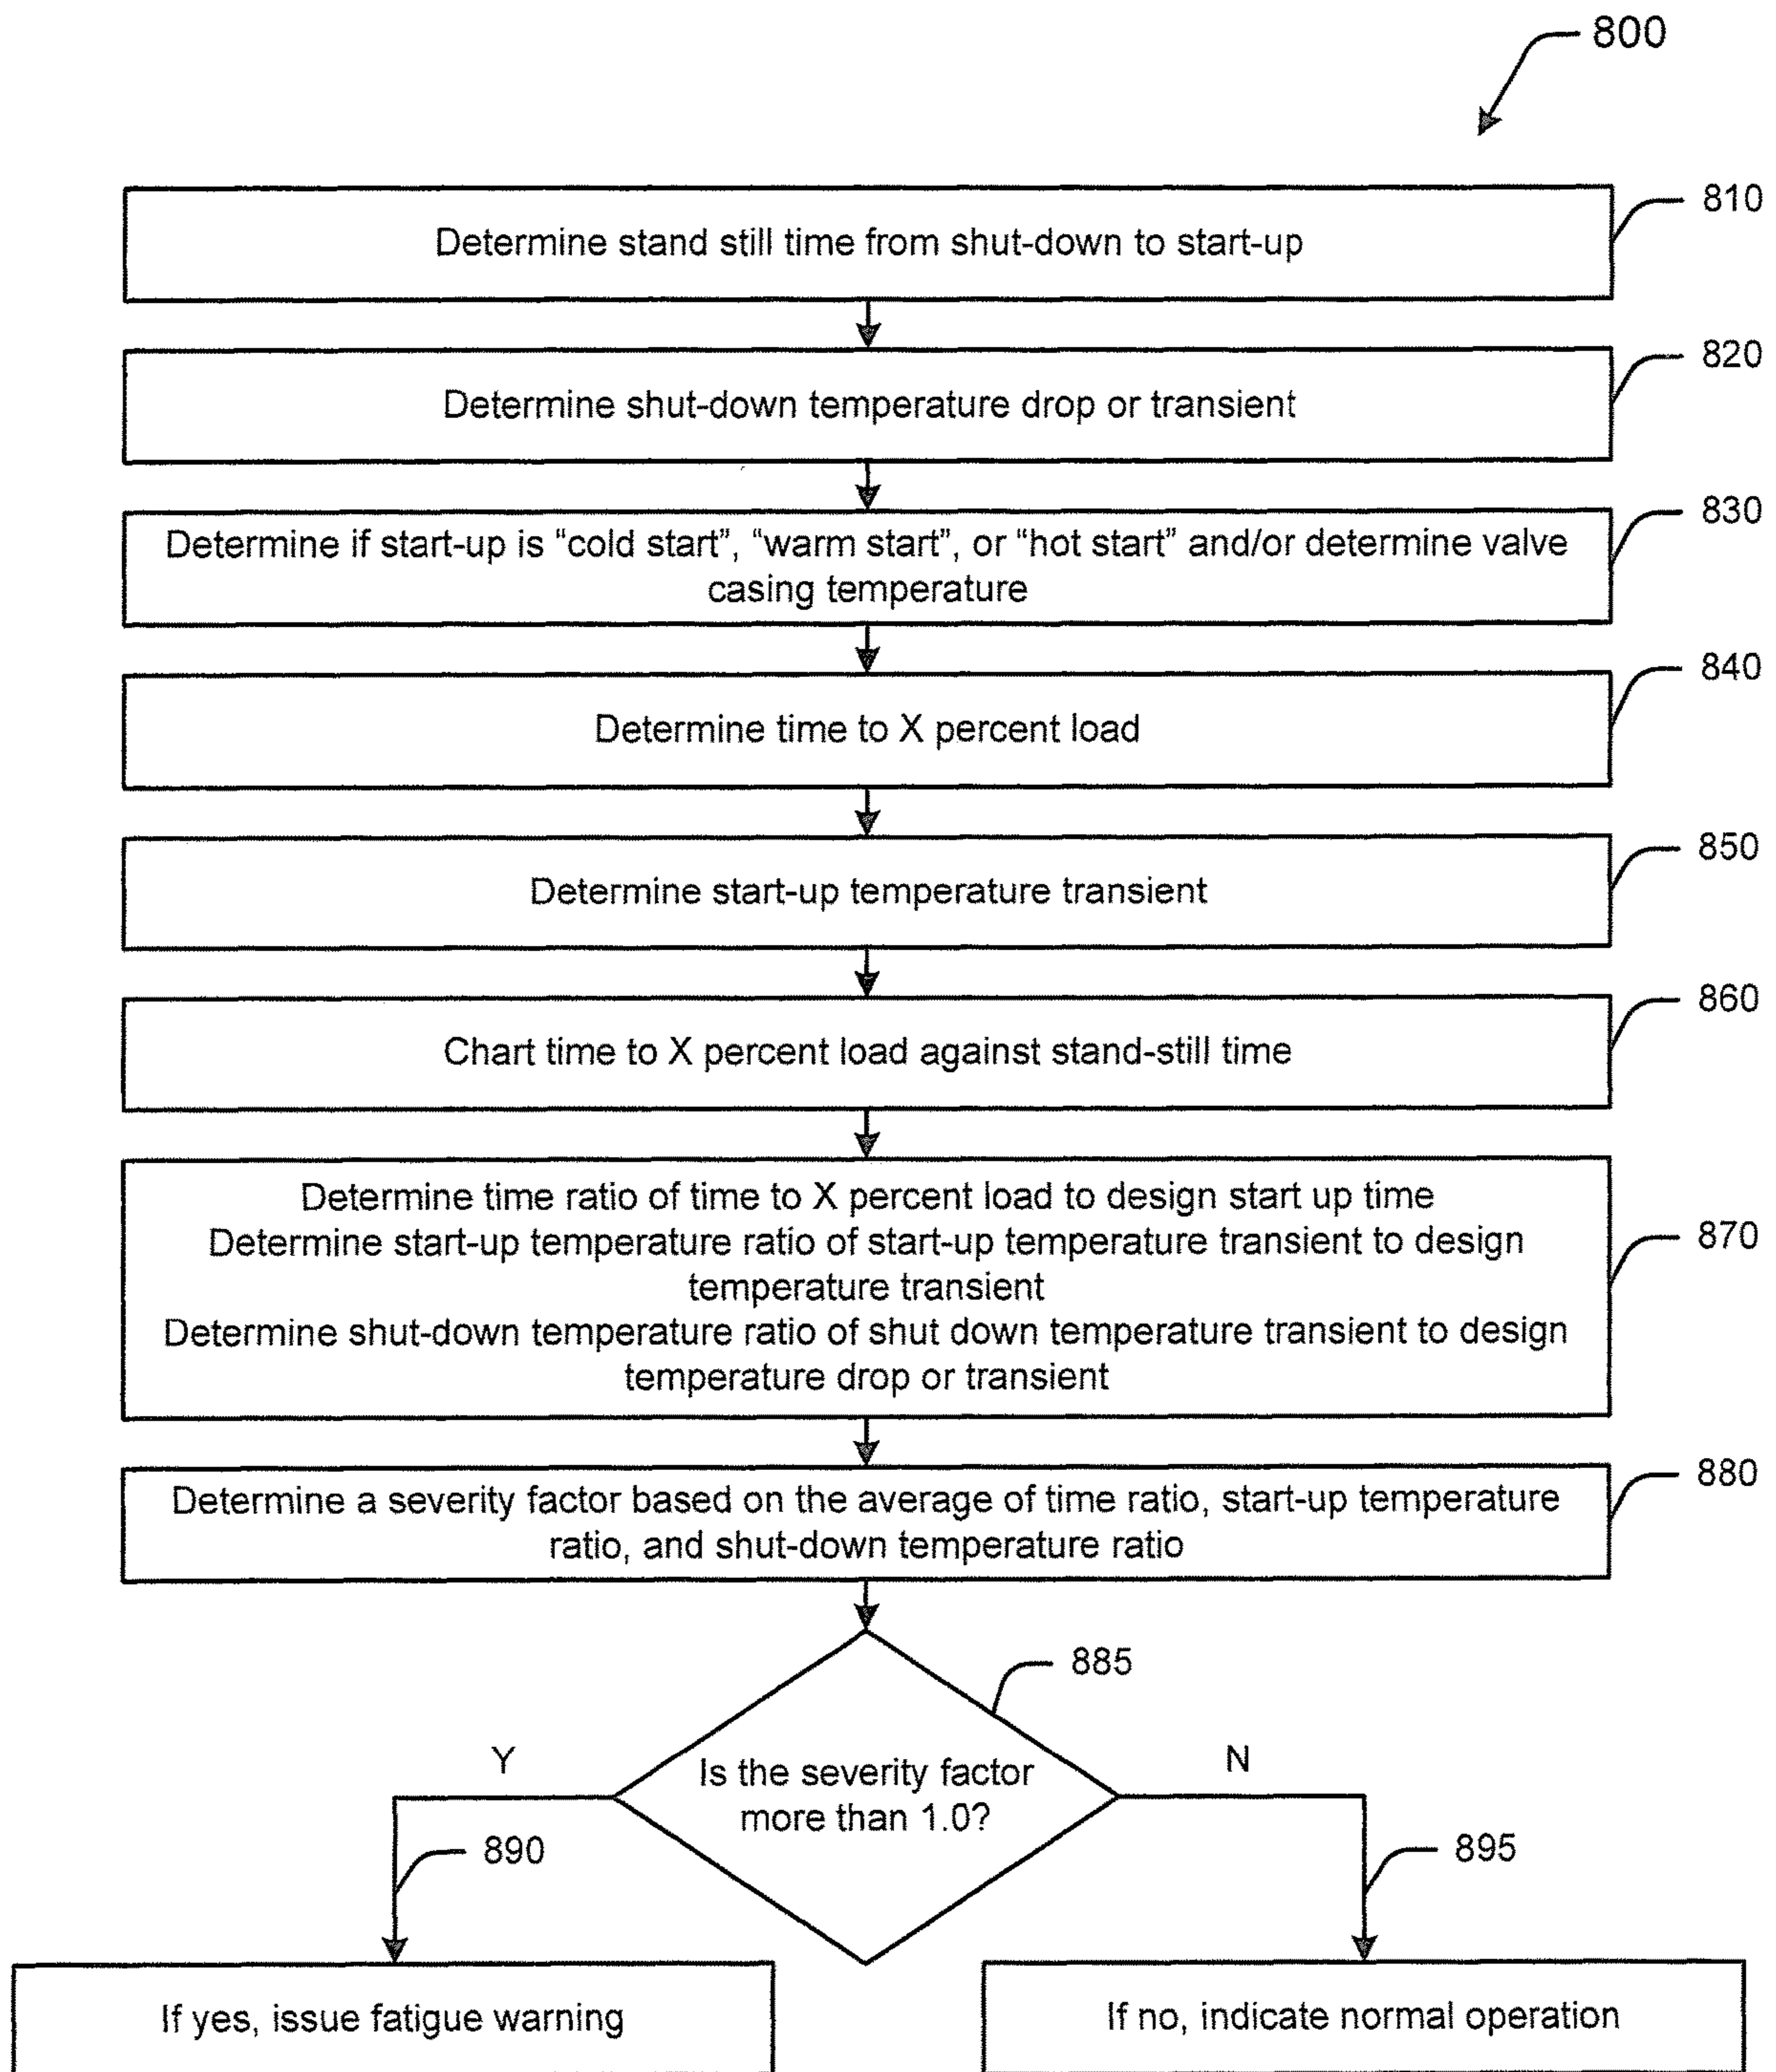 800
810
Determine stand still time from shut-down to start-up
820
Determine shut-down temperature drop or transient
830
Determine if start-up is “cold start”, “warm start”, or “hot start” and/or determine valve
casing temperature
840
Determine time to X percent load
850
Determine start-up temperature transient
860
Chart time to X percent load against stand-still time
870
Determine time ratio of time to X percent load to design start up time
Determine start-up temperature ratio of start-up temperature transient to design
temperature transient
Determine shut-down temperature ratio of shut down temperature transient to design
temperature drop or transient
880
Determine a severity factor based on the average of time ratio, start-up temperature
ratio, and shut-down temperature ratio
885
Is the severity factor
more than 1.0?
Y
N
890
895
If yes, issue fatigue warning
If no, indicate normal operation